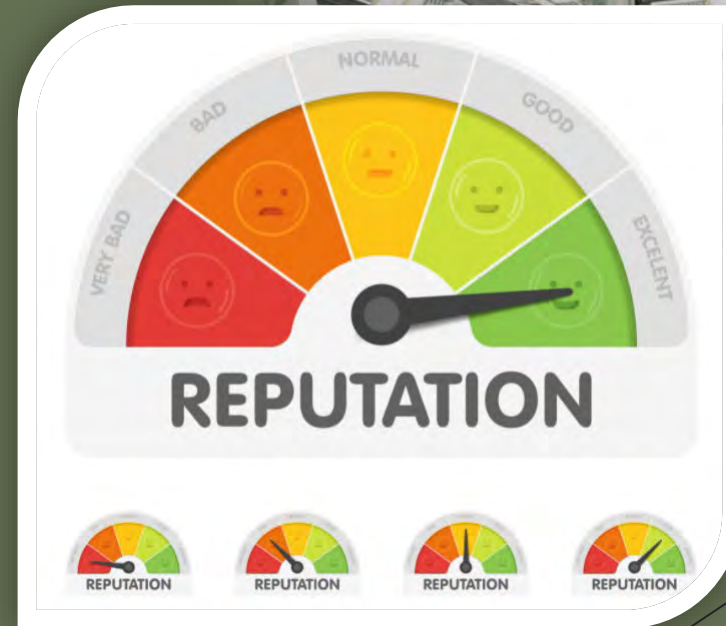 VERY BAD
BAD
NORMAL
GOOD
EXCELENT
REPUTATION
REPUTATION
REPUTATION
REPUTATION
REPUTATION